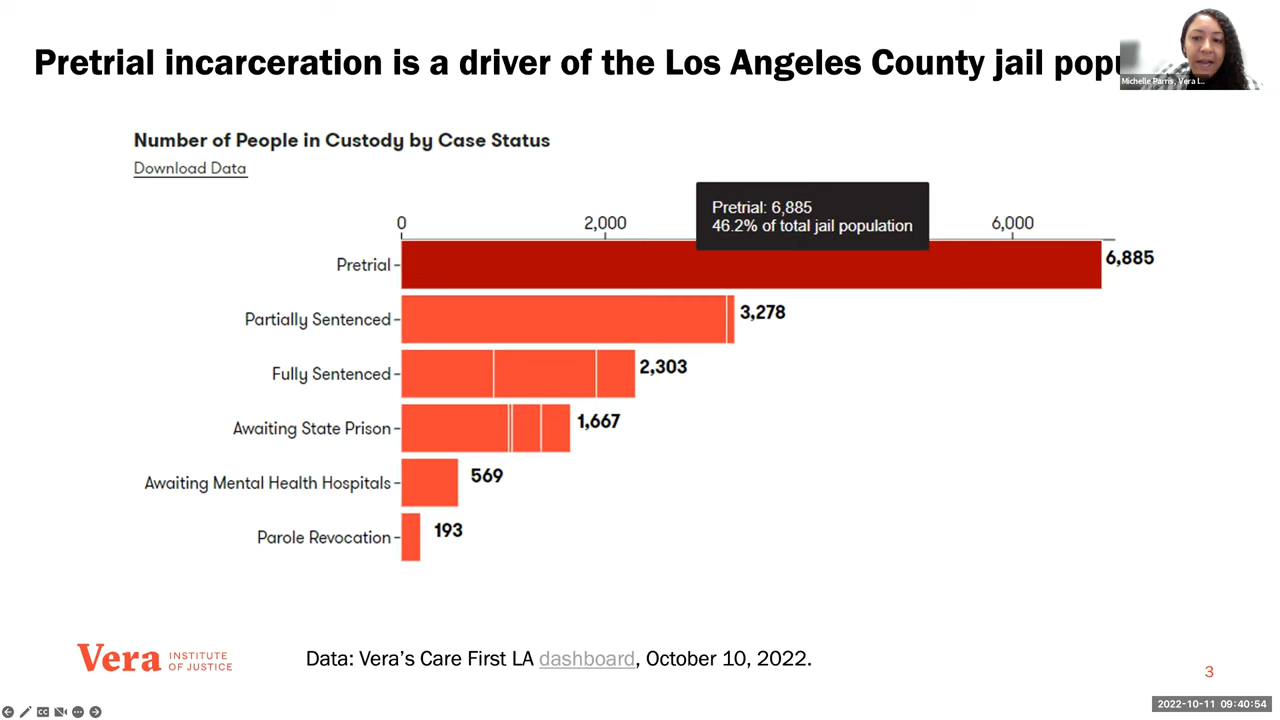 Pretrial incarceration is a driver of the Los Angeles County jail
Michelle Parris, Vera I...
Number of People in Custody by Case Status
Download Data
Pretrial: 6,885
46.2% of total jail population
0 2,000 6,000
Pretrial 6,885
Partially Sentenced 3,278
Fully Sentenced 2,303
Awaiting State Prison 1,667
Awaiting Mental Health Hospitals 569
Parole Revocation 193
Vera INSTITUTE
OF JUSTICE
Data: Vera's Care First LA dashboard, October 10, 2022.
3
CC
2022-10-11 09:40:54